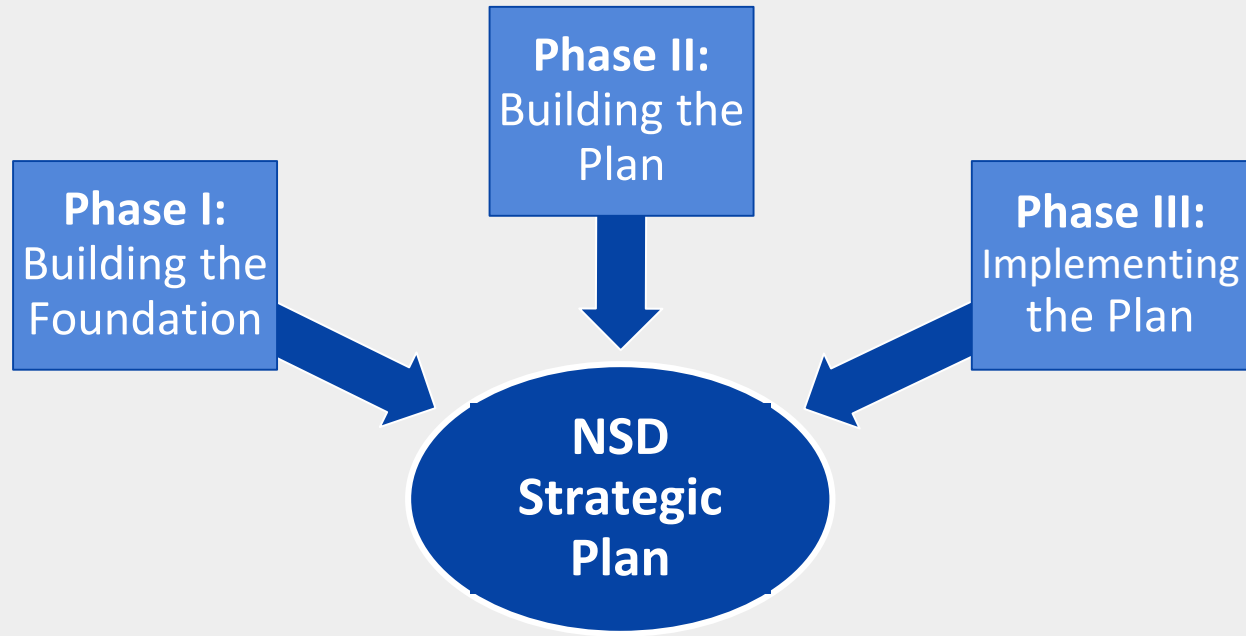 Phase I:
Building the
Foundation
Phase II:
Building the
Plan
Phase III:
Implementing
the Plan
NSD
Strategic
Plan